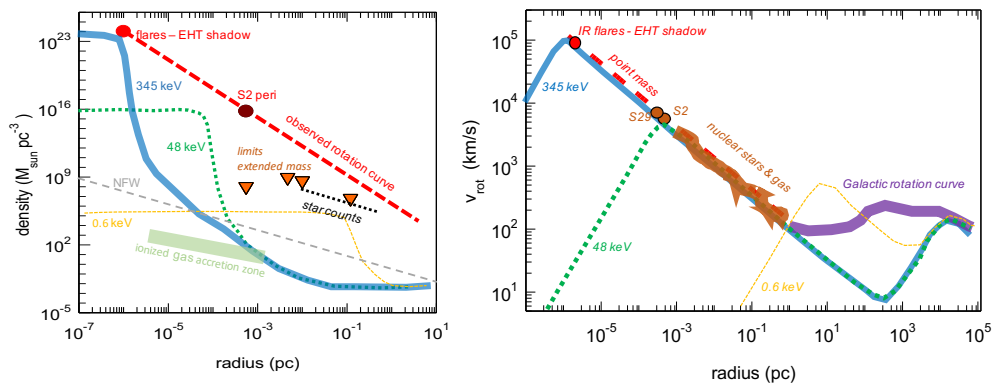 density (M_sun pc^-3)
10^23
10^16
10^9
10^2
10^-5
flares – EHT shadow
345 keV
S2 peri
48 keV
observed rotation curve
limits
extended mass
NFW
star counts
0.6 keV
ionized gas accretion zone
10^-7
10^-5
10^-3
10^-1
10^1
radius (pc)
v_rot (km/s)
10^5
10^4
10^3
10^2
10^1
IR flares - EHT shadow
point mass
345 keV
S29
S2
nuclear stars & gas
Galactic rotation curve
48 keV
0.6 keV
10^-5
10^-3
10^-1
10^1
10^3
10^5
radius (pc)